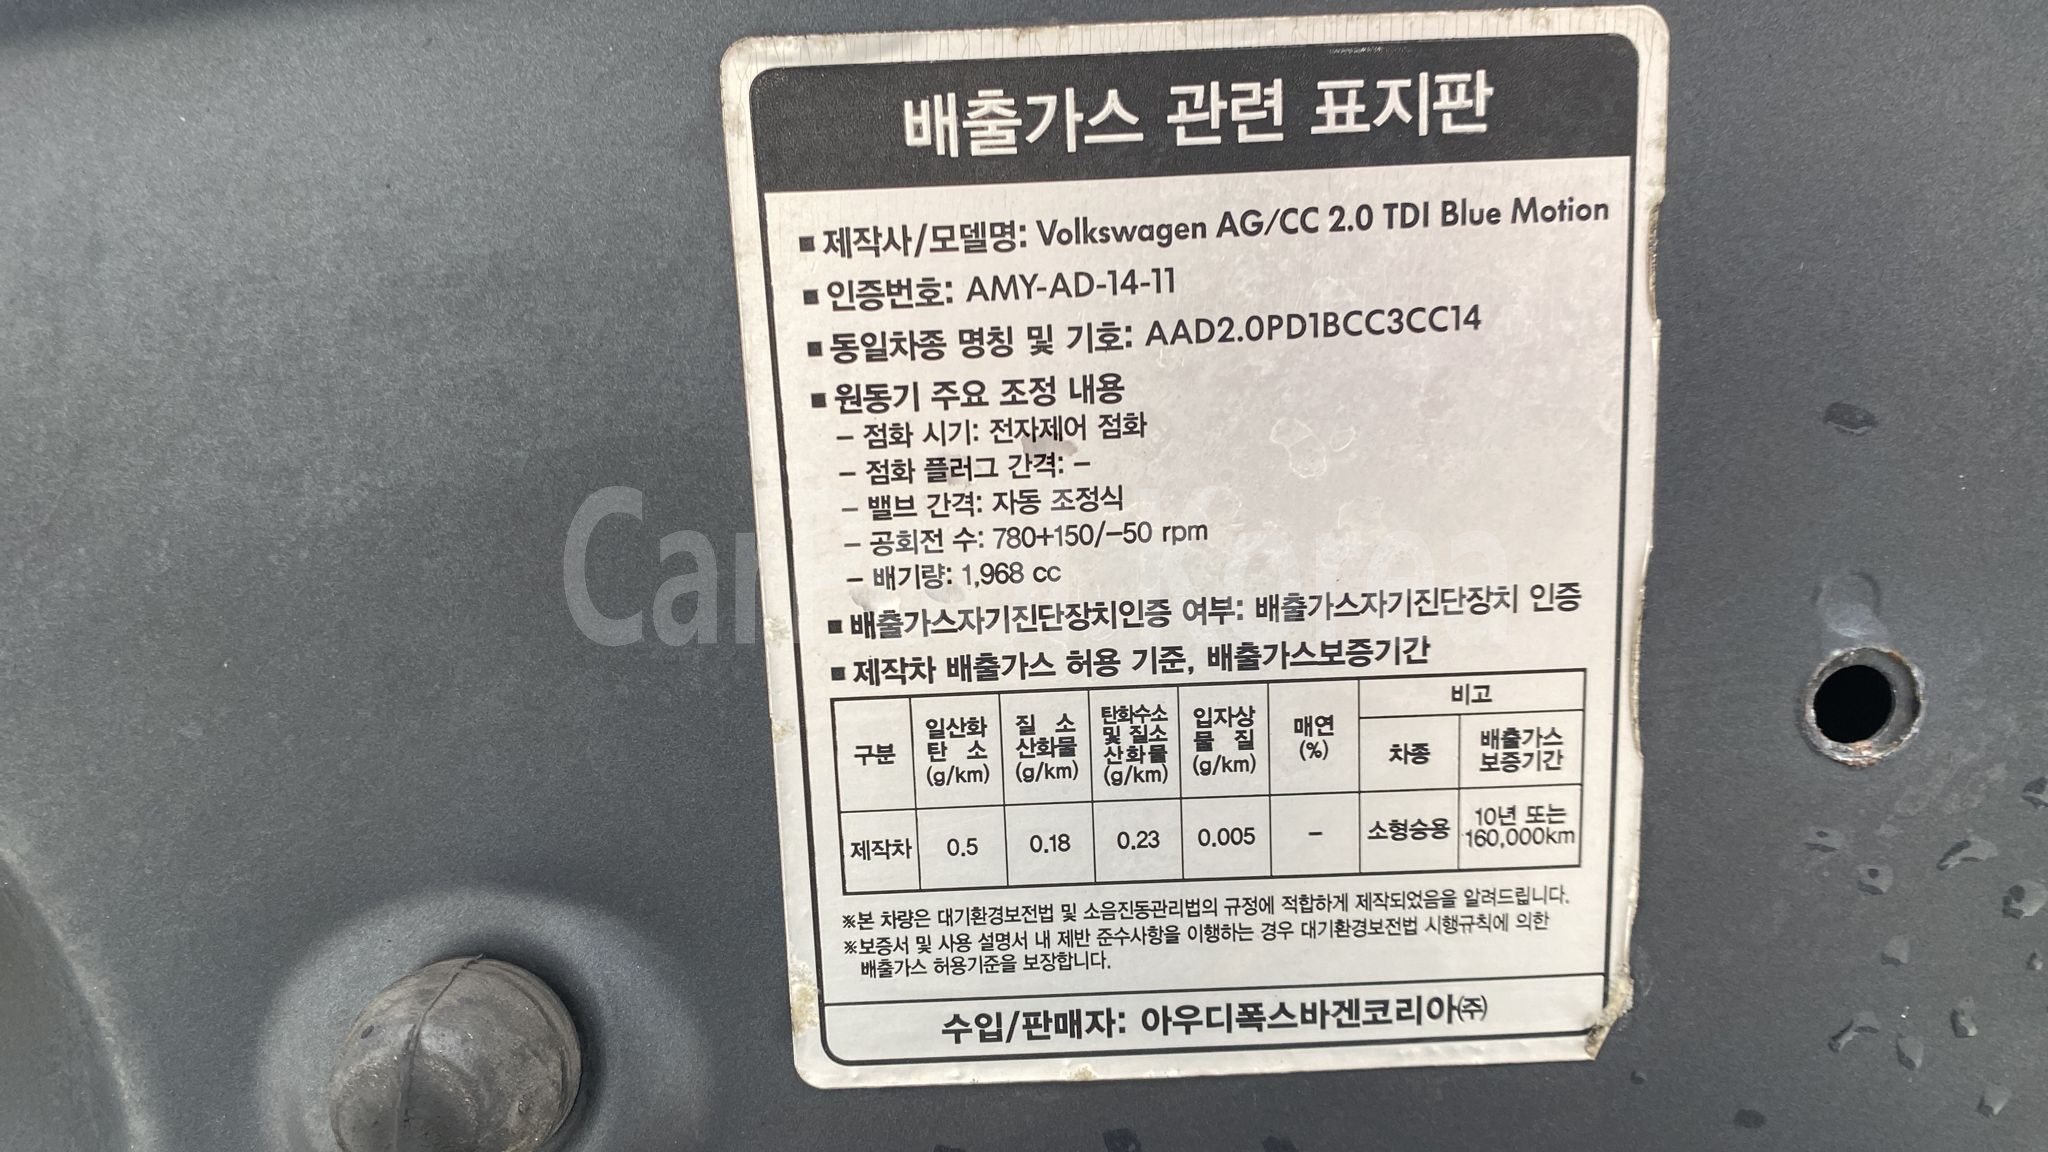 배출가스 관련 표지판
▪ 제작사/모델명: Volkswagen AG/CC 2.0 TDI Blue Motion
▪ 인증번호: AMY-AD-14-11
▪ 동일차종 명칭 및 기호: AAD2.0PD1BCC3CC14
▪ 원동기 주요 조정 내용
– 점화 시기: 전자제어 점화
– 점화 플러그 간격: –
– 밸브 간격: 자동 조정식
– 공회전 수: 780+150/–50 rpm
– 배기량: 1,968 cc
▪ 배출가스자기진단장치인증 여부: 배출가스자기진단장치 인증
▪ 제작차 배출가스 허용 기준, 배출가스보증기간
구분
일산화
탄 소
(g/km)
질 소
산화물
(g/km)
탄화수소
및 질소
산화물
(g/km)
입자상
물 질
(g/km)
매연
(%)
비고
차종
배출가스
보증기간
제작차 0.5 0.18 0.23 0.005 – 소형승용
10년 또는
160,000km
※본 차량은 대기환경보전법 및 소음진동관리법의 규정에 적합하게 제작되었음을 알려드립니다.
※보증서 및 사용 설명서 내 제반 준수사항을 이행하는 경우 대기환경보전법 시행규칙에 의한
배출가스 허용기준을 보장합니다.
수입/판매자: 아우디폭스바겐코리아㈜